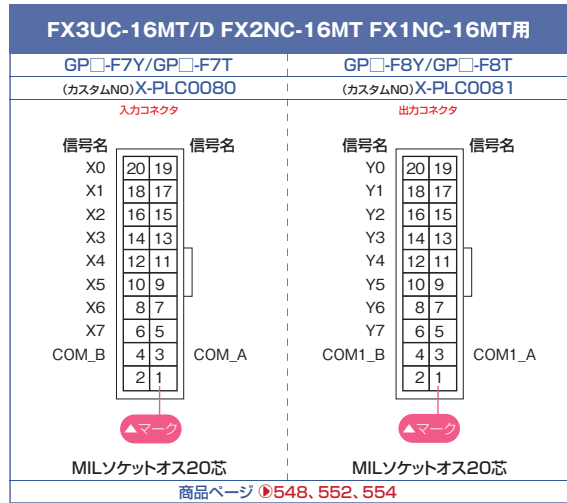 FX3UC-16MT/D FX2NC-16MT FX1NC-16MT用
GP□-F7Y/GP□-F7T
(カスタムNO)X-PLC0080
入力コネクタ
信号名 信号名
X0 20 19
X1 18 17
X2 16 15
X3 14 13
X4 12 11
X5 10 9
X6 8 7
X7 6 5
COM_B 4 3 COM_A
2 1
▲マーク
MILソケットオス20芯
GP□-F8Y/GP□-F8T
(カスタムNO)X-PLC0081
出力コネクタ
信号名 信号名
Y0 20 19
Y1 18 17
Y2 16 15
Y3 14 13
Y4 12 11
Y5 10 9
Y6 8 7
Y7 6 5
COM1_B 4 3 COM1_A
2 1
▲マーク
MILソケットオス20芯
商品ページ 548、552、554